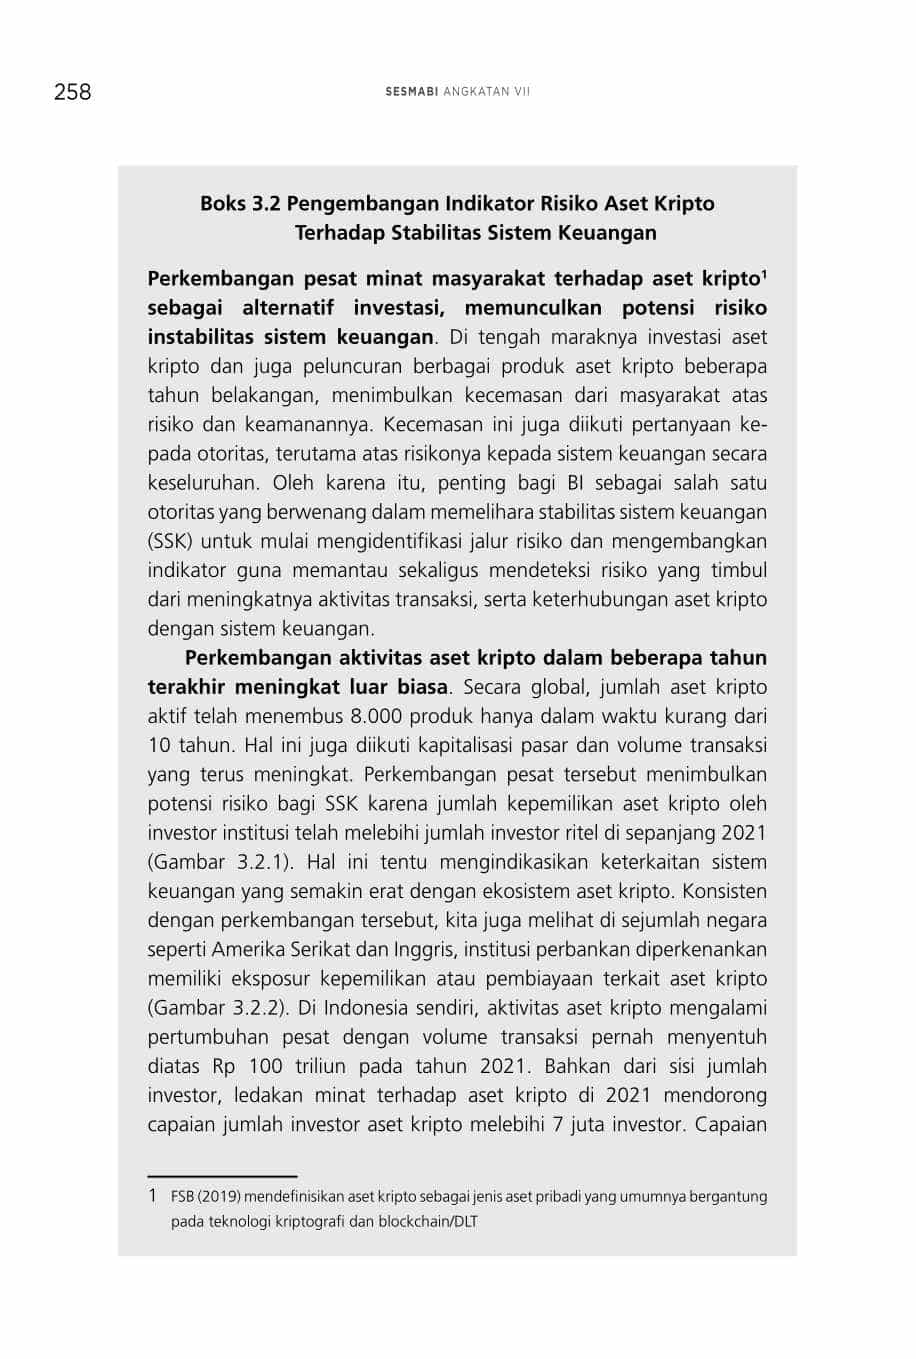 258
SESMABI ANGKATAN VII
Boks 3.2 Pengembangan Indikator Risiko Aset Kripto
Terhadap Stabilitas Sistem Keuangan
Perkembangan pesat minat masyarakat terhadap aset kripto¹
sebagai alternatif investasi, memunculkan potensi risiko
instabilitas sistem keuangan. Di tengah maraknya investasi aset
kripto dan juga peluncuran berbagai produk aset kripto beberapa
tahun belakangan, menimbulkan kecemasan dari masyarakat atas
risiko dan keamanannya. Kecemasan ini juga diikuti pertanyaan ke-
pada otoritas, terutama atas risikonya kepada sistem keuangan secara
keseluruhan. Oleh karena itu, penting bagi BI sebagai salah satu
otoritas yang berwenang dalam memelihara stabilitas sistem keuangan
(SSK) untuk mulai mengidentifikasi jalur risiko dan mengembangkan
indikator guna memantau sekaligus mendeteksi risiko yang timbul
dari meningkatnya aktivitas transaksi, serta keterhubungan aset kripto
dengan sistem keuangan.
Perkembangan aktivitas aset kripto dalam beberapa tahun
terakhir meningkat luar biasa. Secara global, jumlah aset kripto
aktif telah menembus 8.000 produk hanya dalam waktu kurang dari
10 tahun. Hal ini juga diikuti kapitalisasi pasar dan volume transaksi
yang terus meningkat. Perkembangan pesat tersebut menimbulkan
potensi risiko bagi SSK karena jumlah kepemilikan aset kripto oleh
investor institusi telah melebihi jumlah investor ritel di sepanjang 2021
(Gambar 3.2.1). Hal ini tentu mengindikasikan keterkaitan sistem
keuangan yang semakin erat dengan ekosistem aset kripto. Konsisten
dengan perkembangan tersebut, kita juga melihat di sejumlah negara
seperti Amerika Serikat dan Inggris, institusi perbankan diperkenankan
memiliki eksposur kepemilikan atau pembiayaan terkait aset kripto
(Gambar 3.2.2). Di Indonesia sendiri, aktivitas aset kripto mengalami
pertumbuhan pesat dengan volume transaksi pernah menyentuh
diatas Rp 100 triliun pada tahun 2021. Bahkan dari sisi jumlah
investor, ledakan minat terhadap aset kripto di 2021 mendorong
capaian jumlah investor aset kripto melebihi 7 juta investor. Capaian
1 FSB (2019) mendefinisikan aset kripto sebagai jenis aset pribadi yang umumnya bergantung
pada teknologi kriptografi dan blockchain/DLT